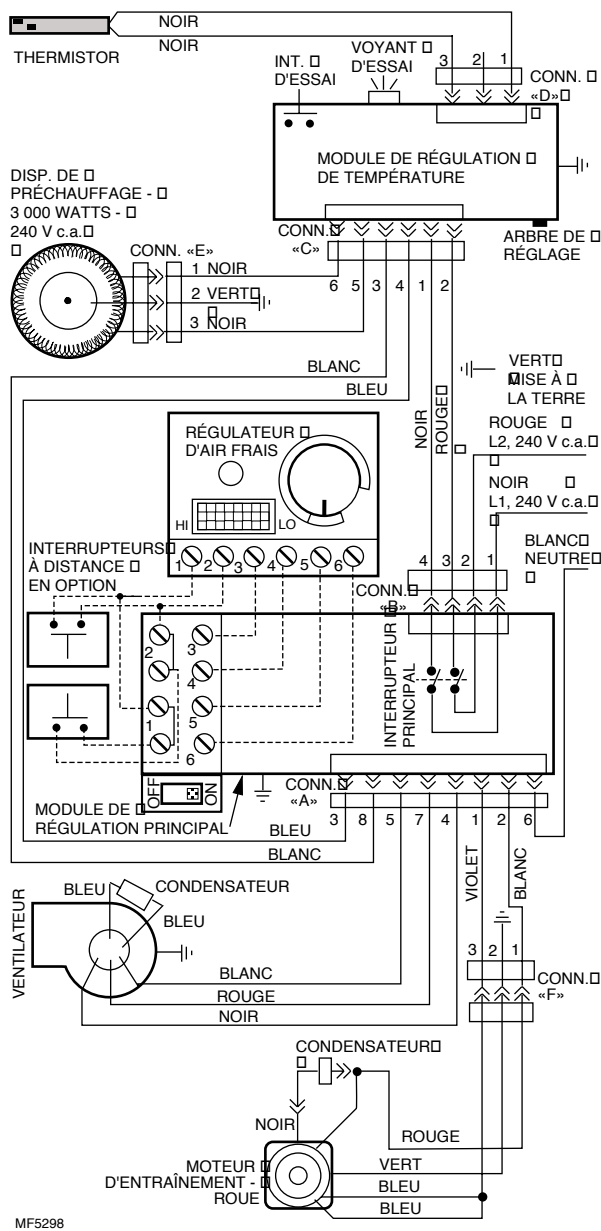 NOIR
NOIR
THERMISTOR
INT.
D'ESSAI
VOYANT
D'ESSAI
3 2 1
CONN.
«D»
MODULE DE RÉGULATION
DE TEMPÉRATURE
DISP. DE
PRÉCHAUFFAGE -
3 000 WATTS -
240 V c.a.
CONN. «E»
1 NOIR
2 VERT
3 NOIR
CONN.
«C»
6 5 3 4 1 2
ARBRE DE
RÉGLAGE
BLANC
BLEU
NOIR
ROUGE
VERT
MISE À
LA TERRE
ROUGE
L2, 240 V c.a.
NOIR
L1, 240 V c.a.
BLANC
NEUTRE
RÉGULATEUR
D'AIR FRAIS
HI LO
1 2 3 4 5 6
INTERRUPTEURS
À DISTANCE
EN OPTION
CONN.
«B»
4 3 2 1
2 3
4
1 5
6
INTERRUPTEUR
PRINCIPAL
OFF ON
MODULE DE
RÉGULATION PRINCIPAL
CONN.
«A»
3 8 5 7 4 1 2 6
BLEU
BLANC
VIOLET
BLANC
VENTILATEUR
BLEU
CONDENSATEUR
BLEU
BLANC
ROUGE
NOIR
3 2 1
CONN.
«F»
CONDENSATEUR
NOIR
ROUGE
MOTEUR
D'ENTRAÎNEMENT -
ROUE
VERT
BLEU
BLEU
MF5298